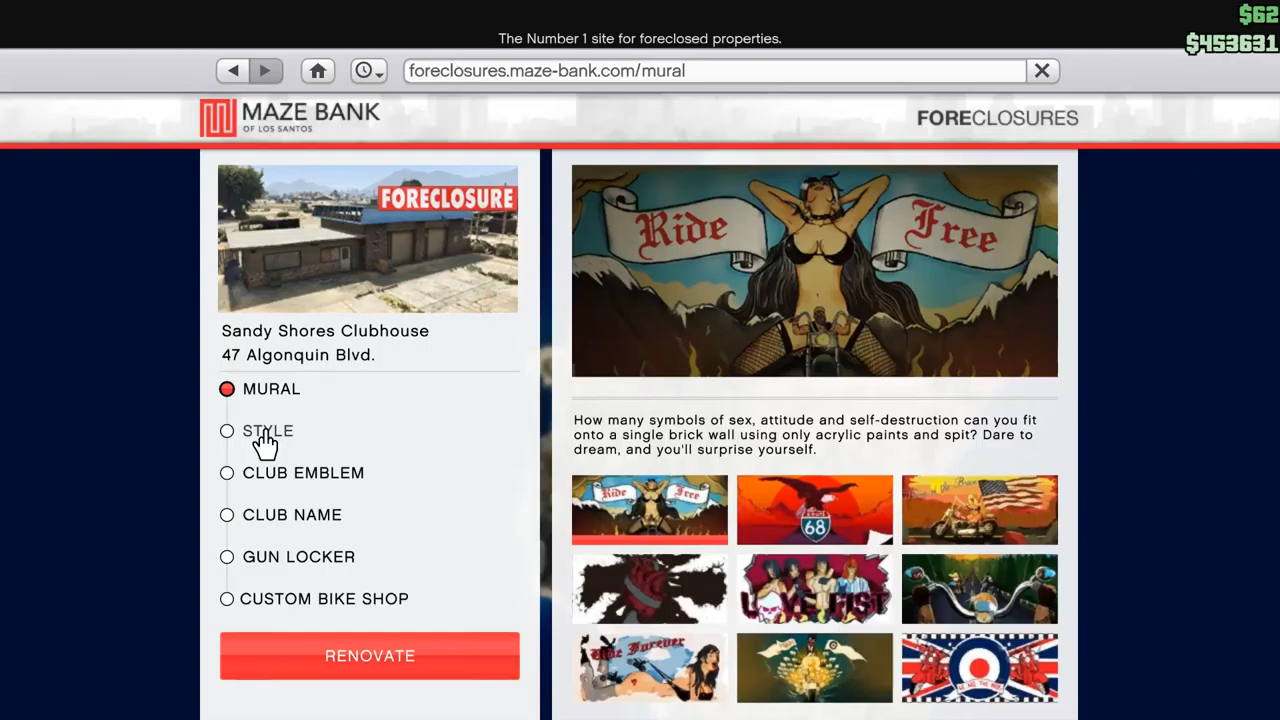 $62
$453631
The Number 1 site for foreclosed properties.
foreclosures.maze-bank.com/mural
MAZE BANK
OF LOS SANTOS
FORECLOSURES
FORECLOSURE
Sandy Shores Clubhouse
47 Algonquin Blvd.
MURAL
STYLE
CLUB EMBLEM
CLUB NAME
GUN LOCKER
CUSTOM BIKE SHOP
RENOVATE
Ride Free
How many symbols of sex, attitude and self-destruction can you fit
onto a single brick wall using only acrylic paints and spit? Dare to
dream, and you'll surprise yourself.
Ride Free
68
LOVE FIST
Ride Forever